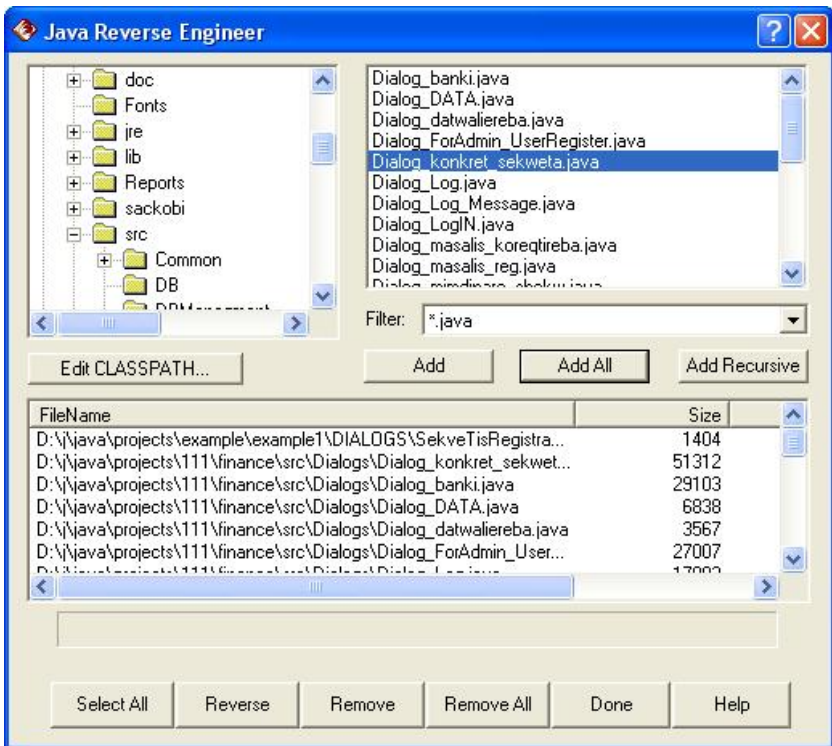 Java Reverse Engineer
doc
Fonts
jre
lib
Reports
sackobi
src
Common
DB
DBManagment
Dialog_banki.java
Dialog_DATA.java
Dialog_datwaliereba.java
Dialog_ForAdmin_UserRegister.java
Dialog_konkret_sekweta.java
Dialog_Log.java
Dialog_Log_Message.java
Dialog_LogIN.java
Dialog_masalis_koreqtireba.java
Dialog_masalis_reg.java
Filter: *.java
Edit CLASSPATH... Add Add All Add Recursive
FileName Size
D:\j\java\projects\example\example1\DIALOGS\SekveTisRegistra... 1404
D:\j\java\projects\111\finance\src\Dialogs\Dialog_konkret_sekwet... 51312
D:\j\java\projects\111\finance\src\Dialogs\Dialog_banki.java 29103
D:\j\java\projects\111\finance\src\Dialogs\Dialog_DATA.java 6838
D:\j\java\projects\111\finance\src\Dialogs\Dialog_datwaliereba.java 3567
D:\j\java\projects\111\finance\src\Dialogs\Dialog_ForAdmin_User... 27007
Select All Reverse Remove Remove All Done Help